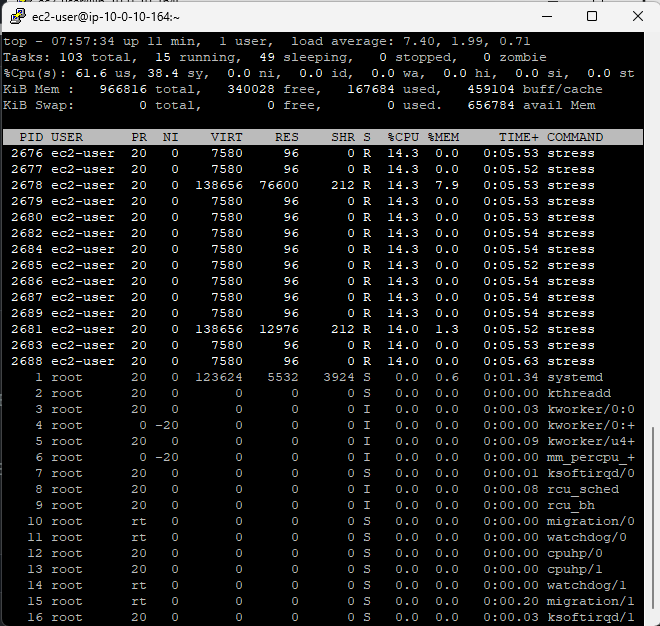 ec2-user@ip-10-0-10-164:~
top - 07:57:34 up 11 min,  1 user,  load average: 7.40, 1.99, 0.71
Tasks: 103 total,  15 running,  49 sleeping,   0 stopped,   0 zombie
%Cpu(s): 61.6 us, 38.4 sy,  0.0 ni,  0.0 id,  0.0 wa,  0.0 hi,  0.0 si,  0.0 st
KiB Mem :   966816 total,   340028 free,   167684 used,   459104 buff/cache
KiB Swap:        0 total,        0 free,        0 used.   656784 avail Mem
  PID USER      PR  NI    VIRT    RES    SHR S  %CPU %MEM     TIME+ COMMAND
 2676 ec2-user  20   0    7580     96      0 R  14.3  0.0   0:05.53 stress
 2677 ec2-user  20   0    7580     96      0 R  14.3  0.0   0:05.52 stress
 2678 ec2-user  20   0  138656  76600    212 R  14.3  7.9   0:05.53 stress
 2679 ec2-user  20   0    7580     96      0 R  14.3  0.0   0:05.53 stress
 2680 ec2-user  20   0    7580     96      0 R  14.3  0.0   0:05.53 stress
 2682 ec2-user  20   0    7580     96      0 R  14.3  0.0   0:05.54 stress
 2684 ec2-user  20   0    7580     96      0 R  14.3  0.0   0:05.54 stress
 2685 ec2-user  20   0    7580     96      0 R  14.3  0.0   0:05.52 stress
 2686 ec2-user  20   0    7580     96      0 R  14.3  0.0   0:05.54 stress
 2687 ec2-user  20   0    7580     96      0 R  14.3  0.0   0:05.54 stress
 2689 ec2-user  20   0    7580     96      0 R  14.3  0.0   0:05.54 stress
 2681 ec2-user  20   0  138656  12976    212 R  14.0  1.3   0:05.52 stress
 2683 ec2-user  20   0    7580     96      0 R  14.0  0.0   0:05.53 stress
 2688 ec2-user  20   0    7580     96      0 R  14.0  0.0   0:05.63 stress
    1 root      20   0  123624   5532   3924 S   0.0  0.6   0:01.34 systemd
    2 root      20   0       0      0      0 S   0.0  0.0   0:00.00 kthreadd
    3 root      20   0       0      0      0 I   0.0  0.0   0:00.03 kworker/0:0
    4 root       0 -20       0      0      0 I   0.0  0.0   0:00.00 kworker/0:+
    5 root      20   0       0      0      0 I   0.0  0.0   0:00.09 kworker/u4+
    6 root       0 -20       0      0      0 I   0.0  0.0   0:00.00 mm_percpu_+
    7 root      20   0       0      0      0 S   0.0  0.0   0:00.01 ksoftirqd/0
    8 root      20   0       0      0      0 I   0.0  0.0   0:00.08 rcu_sched
    9 root      20   0       0      0      0 I   0.0  0.0   0:00.00 rcu_bh
   10 root      rt   0       0      0      0 S   0.0  0.0   0:00.00 migration/0
   11 root      rt   0       0      0      0 S   0.0  0.0   0:00.00 watchdog/0
   12 root      20   0       0      0      0 S   0.0  0.0   0:00.00 cpuhp/0
   13 root      20   0       0      0      0 S   0.0  0.0   0:00.00 cpuhp/1
   14 root      rt   0       0      0      0 S   0.0  0.0   0:00.00 watchdog/1
   15 root      rt   0       0      0      0 S   0.0  0.0   0:00.20 migration/1
   16 root      20   0       0      0      0 S   0.0  0.0   0:00.03 ksoftirqd/1